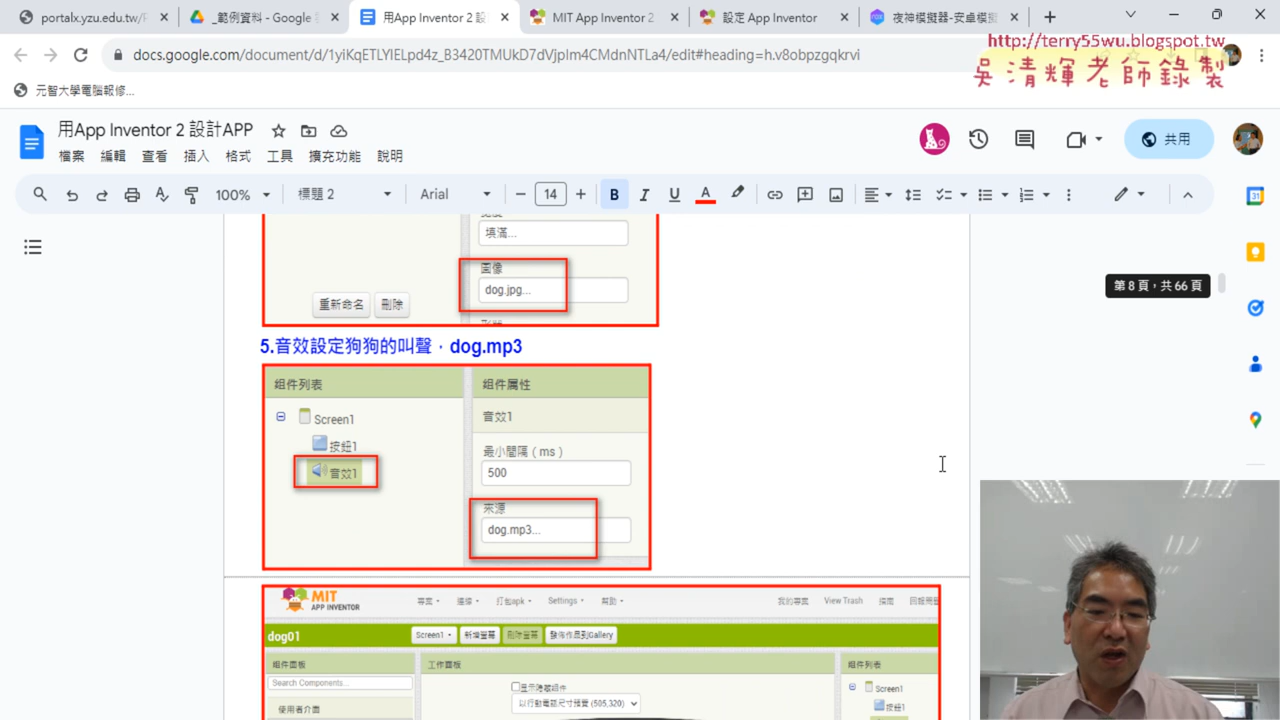 portalx.yzu.edu.tw/F
_範例資料 - Google
用App Inventor 2 設
MIT App Inventor 2
設定 App Inventor
夜神模擬器-安卓模擬
docs.google.com/document/d/1yiKqETLYlELpd4z_B3420TMUkD7dVjpIm4CMdnNTLa4/edit#heading=h.v8obpzgqkrvi
http://terry55wu.blogspot.tw
吳清輝老師錄製
元智大學電腦報修...
用App Inventor 2 設計APP
檔案 編輯 查看 插入 格式 工具 擴充功能 說明
共用
100% 標題 2 Arial 14 B I U A
填滿...
圖像
dog.jpg...
重新命名 刪除
第 8 頁，共 66 頁
5.音效設定狗狗的叫聲，dog.mp3
组件列表 组件属性
Screen1
音效1
按鈕1
最小間隔（ms）
音效1
500
來源
dog.mp3...
MIT
APP INVENTOR
專案 連線 打包apk Settings 幫助 我的專案 View Trash 指南
dog01
Screen1 新增螢幕 刪除螢幕 發佈作品到Gallery
組件面板 工作面板 組件列表
Search Components...
顯示隱藏組件
Screen1
以行動電話尺寸預覽 (505,320)
使用者介面
按鈕1